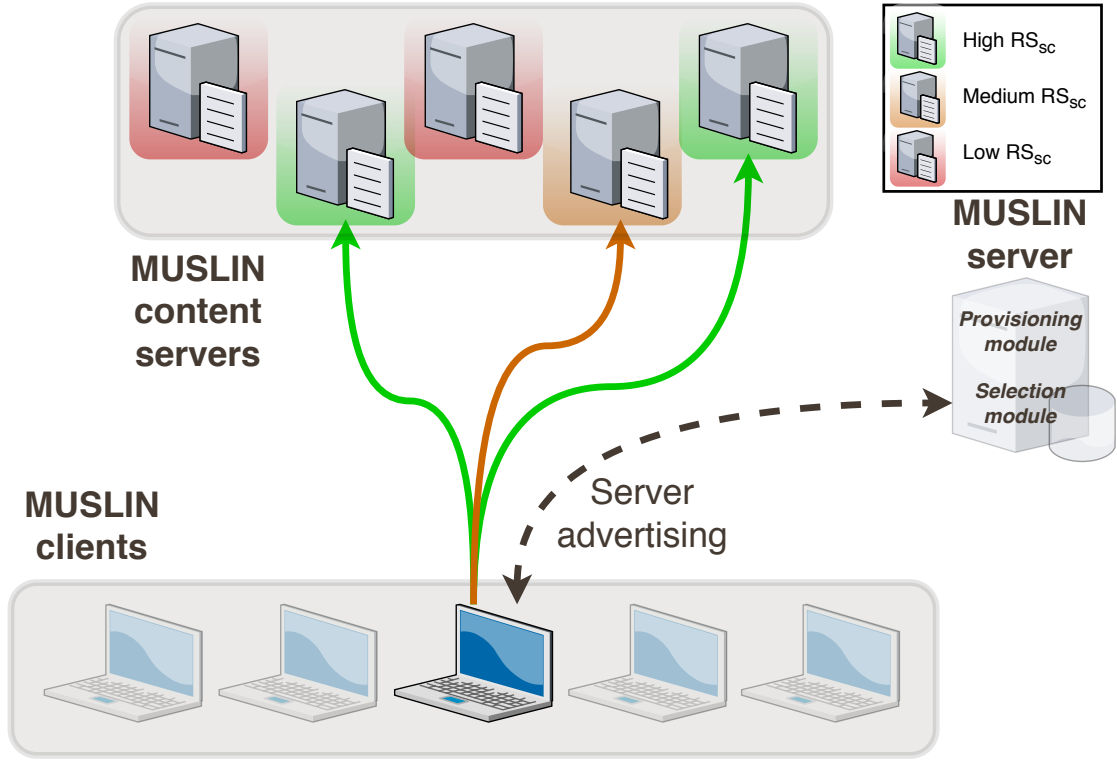 High RSsc
Medium RSsc
Low RSsc
MUSLIN
server
MUSLIN
content
servers
Provisioning
module
Selection
module
Server
advertising
MUSLIN
clients